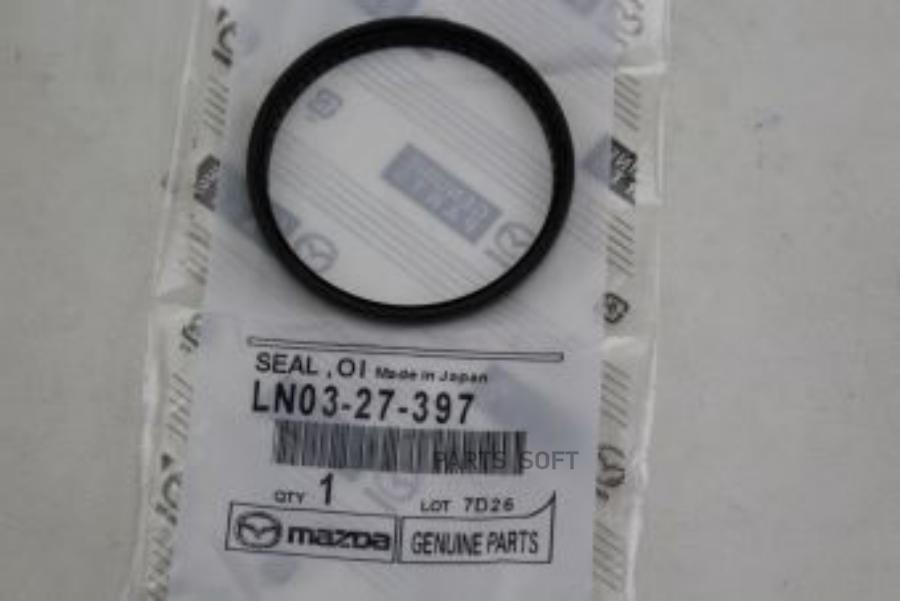 SEAL ,OI Made in Japan
LN03-27-397
PARTS SOFT
QTY 1 LOT 7D26
mazda GENUINE PARTS